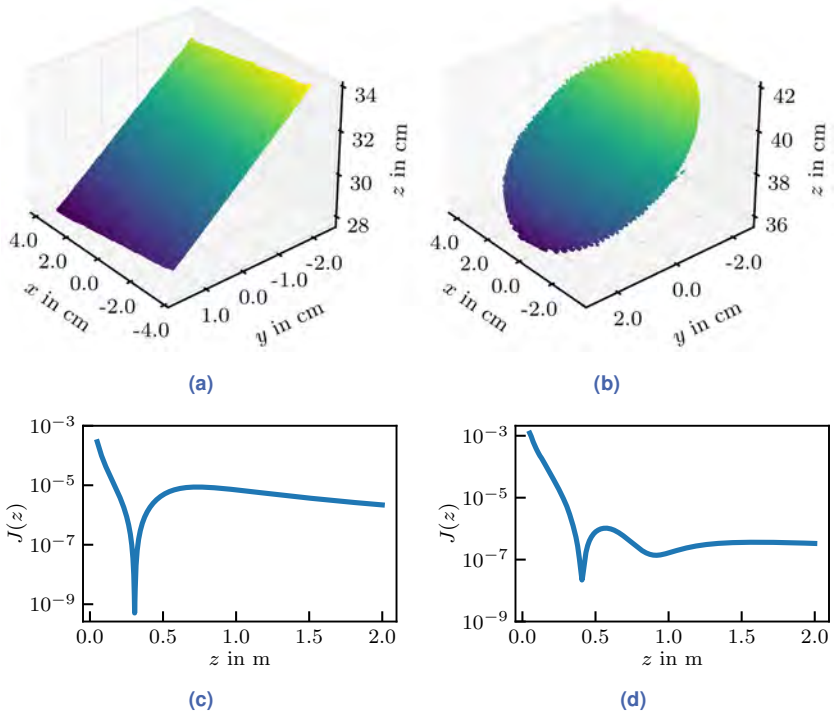 34
32
30
28
z in cm
4.0
2.0
0.0
-2.0
-4.0
x in cm
1.0
0.0
-1.0
-2.0
y in cm
(a)
42
40
38
36
z in cm
4.0
2.0
0.0
-2.0
x in cm
2.0
0.0
-2.0
y in cm
(b)
10⁻³
10⁻⁵
10⁻⁷
10⁻⁹
J(z)
0.0 0.5 1.0 1.5 2.0
z in m
(c)
10⁻³
10⁻⁵
10⁻⁷
10⁻⁹
J(z)
0.0 0.5 1.0 1.5 2.0
z in m
(d)